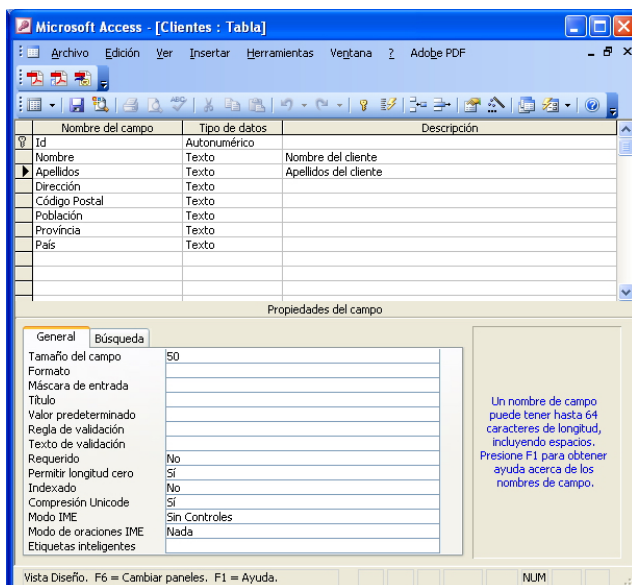 Microsoft Access - [Clientes : Tabla]
Archivo Edición Ver Insertar Herramientas Ventana ? Adobe PDF
Nombre del campo Tipo de datos Descripción
Id Autonumérico
Nombre Texto Nombre del cliente
Apellidos Texto Apellidos del cliente
Dirección Texto
Código Postal Texto
Población Texto
Província Texto
País Texto
Propiedades del campo
General Búsqueda
Tamaño del campo 50
Formato
Máscara de entrada
Título
Valor predeterminado
Regla de validación
Texto de validación
Requerido No
Permitir longitud cero Sí
Indexado No
Compresión Unicode Sí
Modo IME Sin Controles
Modo de oraciones IME Nada
Etiquetas inteligentes
Un nombre de campo
puede tener hasta 64
caracteres de longitud,
incluyendo espacios.
Presione F1 para obtener
ayuda acerca de los
nombres de campo.
Vista Diseño. F6 = Cambiar paneles. F1 = Ayuda. NUM